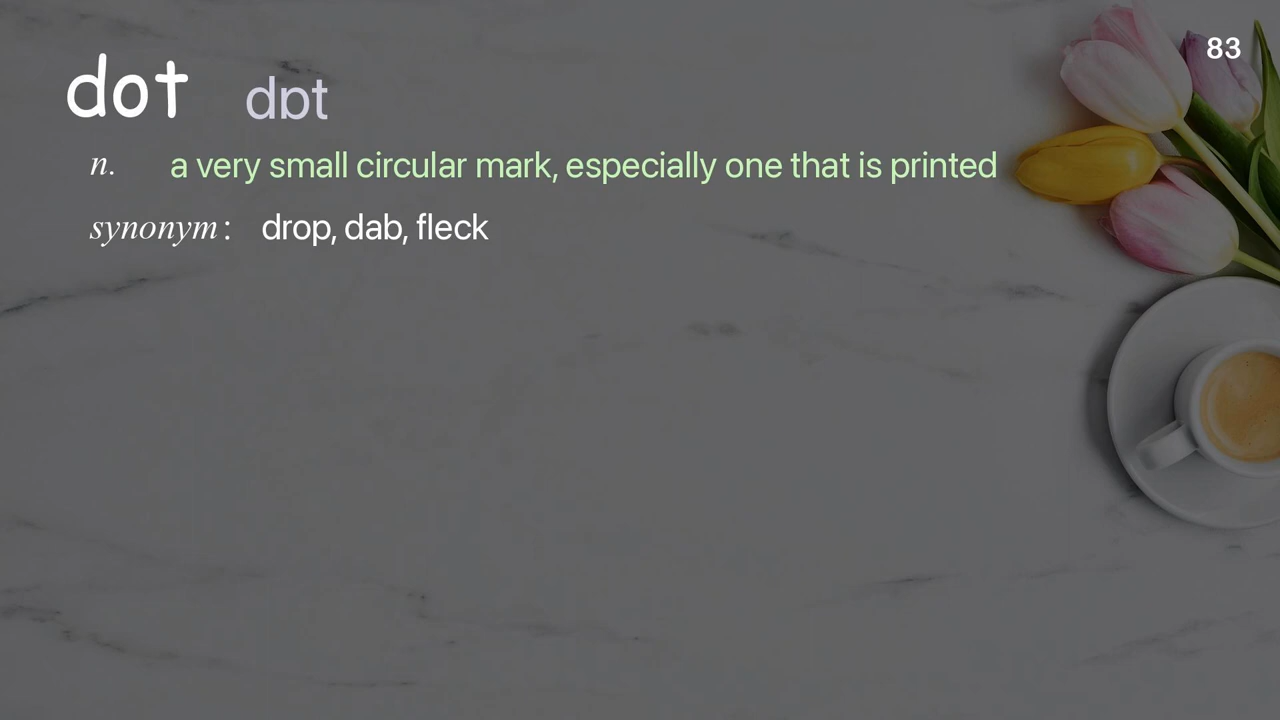 83
dot dɒt
n. a very small circular mark, especially one that is printed
synonym : drop, dab, fleck